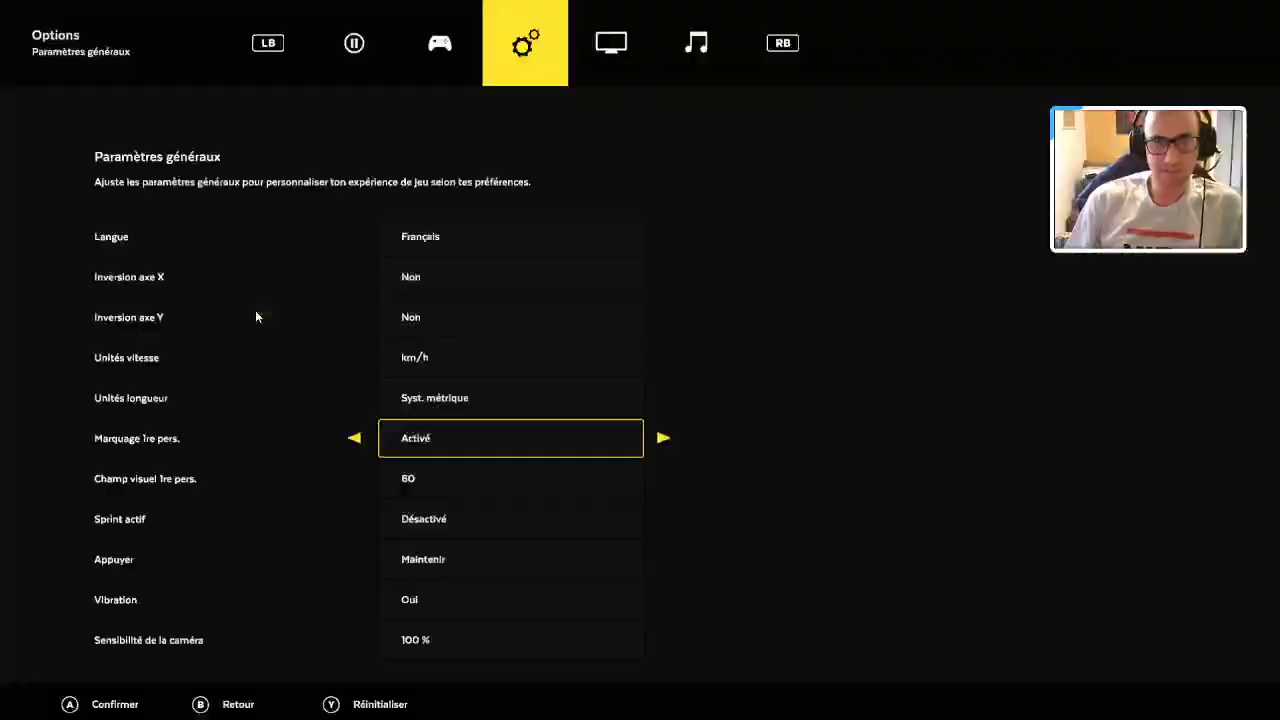 Options
Paramètres généraux
LB
RB
Paramètres généraux
Ajuste les paramètres généraux pour personnaliser ton expérience de jeu selon tes préférences.
Langue Français
Inversion axe X Non
Inversion axe Y Non
Unités vitesse km/h
Unités longueur Syst. métrique
Marquage 1re pers. Activé
Champ visuel 1re pers. 60
Sprint actif Désactivé
Appuyer Maintenir
Vibration Oui
Sensibilité de la caméra 100 %
A Confirmer B Retour Y Réinitialiser